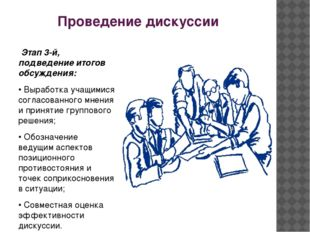 Проведение дискуссии
Этап 3-й,
подведение итогов
обсуждения:
• Выработка учащимися
согласованного мнения
и принятие группового
решения;
• Обозначение
ведущим аспектов
позиционного
противостояния и
точек соприкосновения
в ситуации;
• Совместная оценка
эффективности
дискуссии.